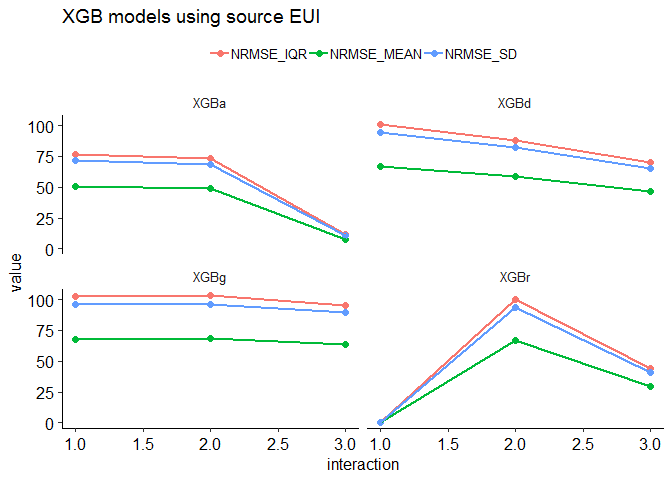 XGB models using source EUI
NRMSE_IQR NRMSE_MEAN NRMSE_SD
XGBa XGBd
100
75
50
25
0
XGBg XGBr
100
75
50
25
0
value
1.0 1.5 2.0 2.5 3.0 1.0 1.5 2.0 2.5 3.0
interaction